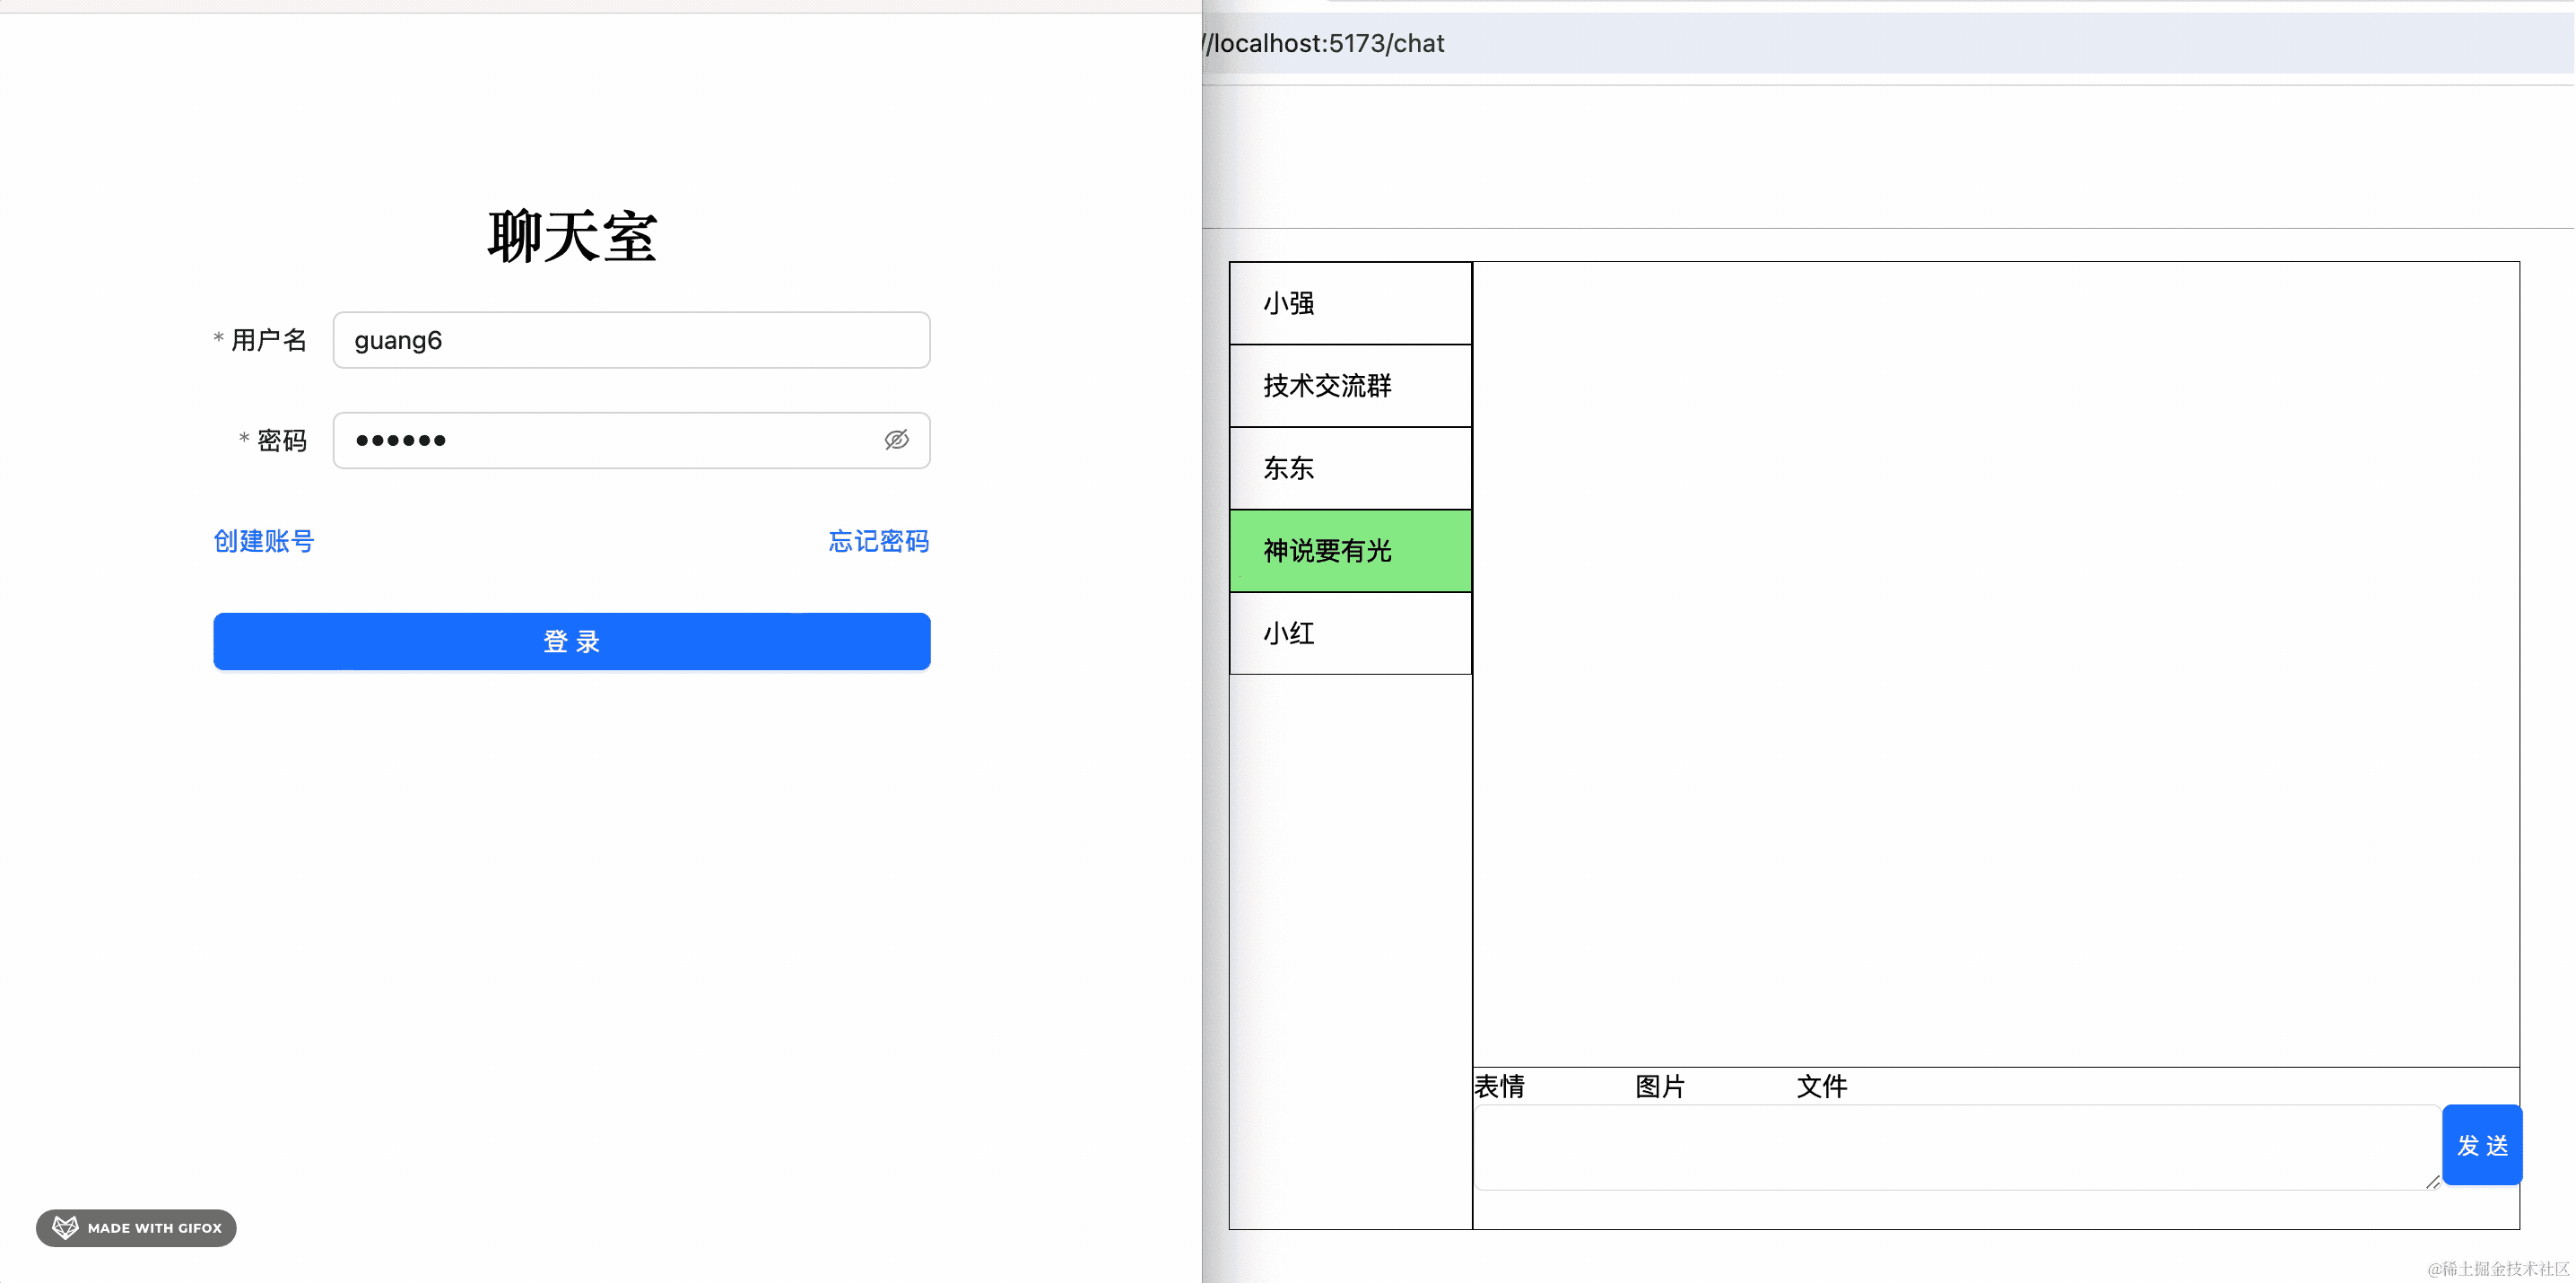 聊天室
* 用户名 guang6
* 密码 ••••••
创建账号 忘记密码
登 录
MADE WITH GIFOX
//localhost:5173/chat
小强
技术交流群
东东
神说要有光
小红
表情 图片 文件
发 送
@稀土掘金技术社区